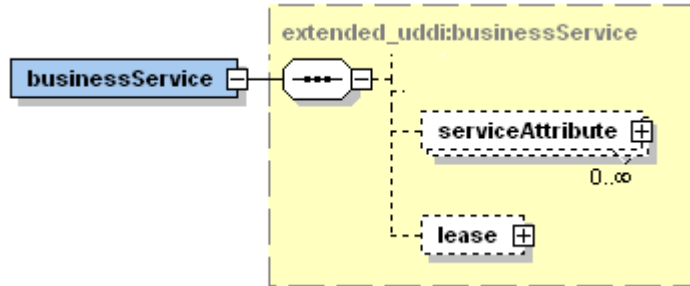 extended_uddi:businessService
businessService
serviceAttribute
0..∞
lease